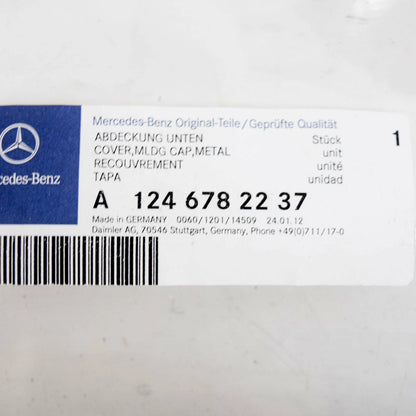 Mercedes-Benz Original-Teile/Geprüfte Qualität
ABDECKUNG UNTEN Stück 1
COVER,MLDG CAP,METAL unit
RECOUVREMENT unité
TAPA unidad
cedes-Benz
A 124 678 22 37
Made in GERMANY 0060/1201/14509 24.01.12
Daimler AG, 70546 Stuttgart, Germany, Phone +49(0)711/17-0